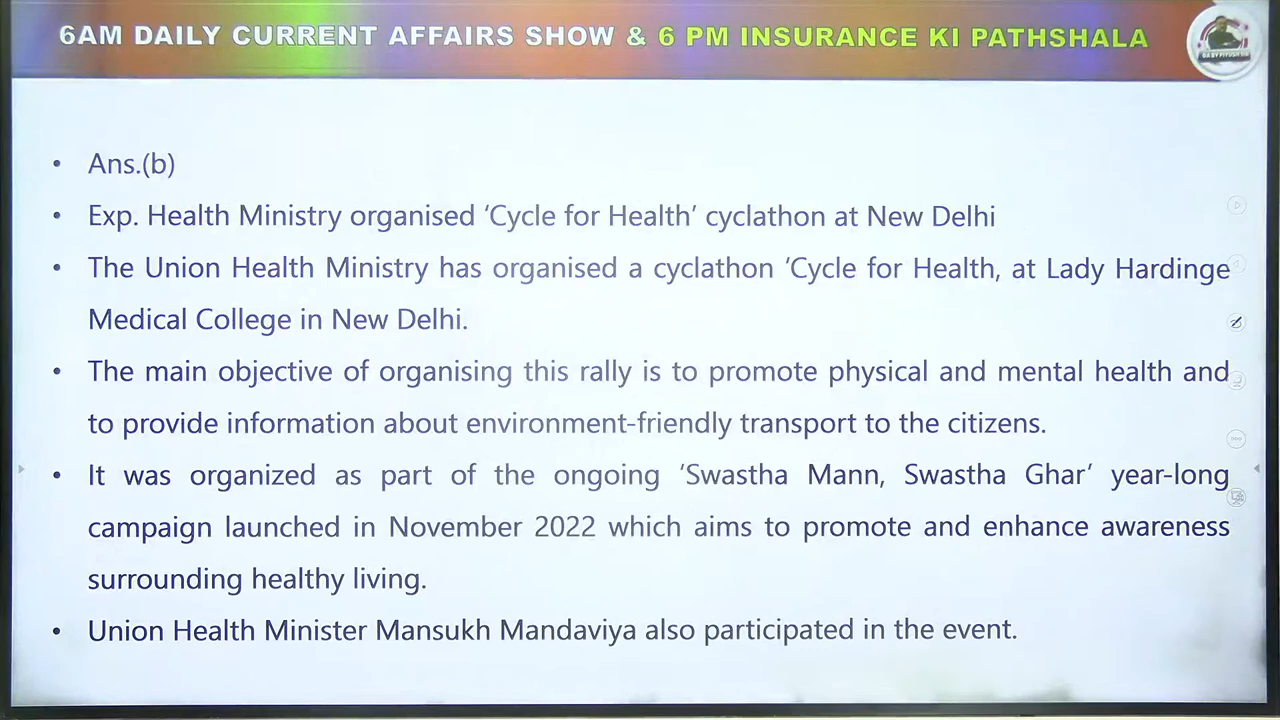 6AM DAILY CURRENT AFFAIRS SHOW & 6 PM INSURANCE KI PATHSHALA
• Ans.(b)
• Exp. Health Ministry organised ‘Cycle for Health’ cyclathon at New Delhi
• The Union Health Ministry has organised a cyclathon ‘Cycle for Health, at Lady Hardinge
Medical College in New Delhi.
• The main objective of organising this rally is to promote physical and mental health and
to provide information about environment-friendly transport to the citizens.
• It was organized as part of the ongoing ‘Swastha Mann, Swastha Ghar’ year-long
campaign launched in November 2022 which aims to promote and enhance awareness
surrounding healthy living.
• Union Health Minister Mansukh Mandaviya also participated in the event.